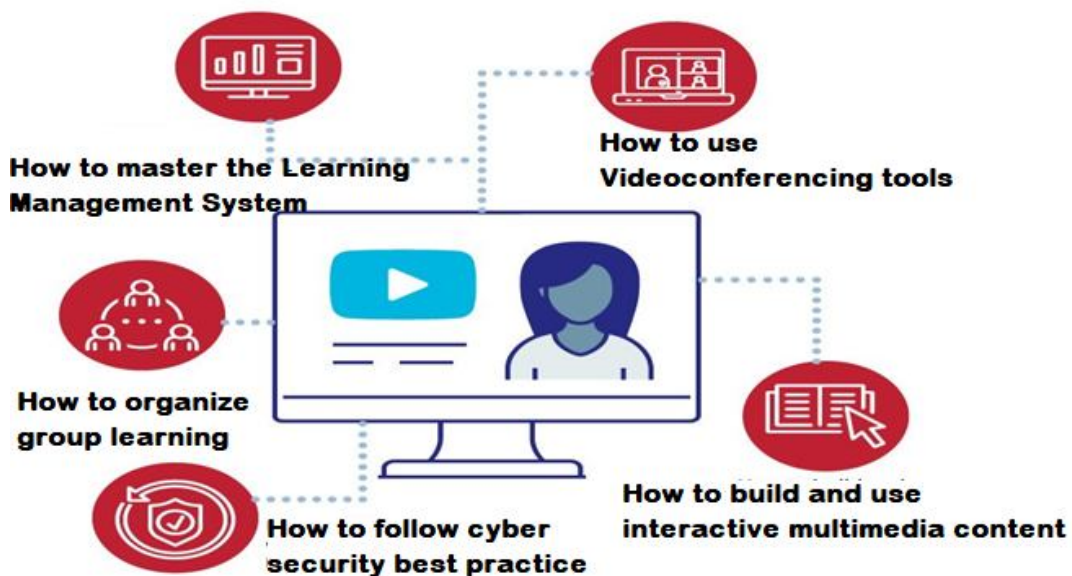 How to master the Learning
Management System
How to use
Videoconferencing tools
How to organize
group learning
How to build and use
interactive multimedia content
How to follow cyber
security best practice